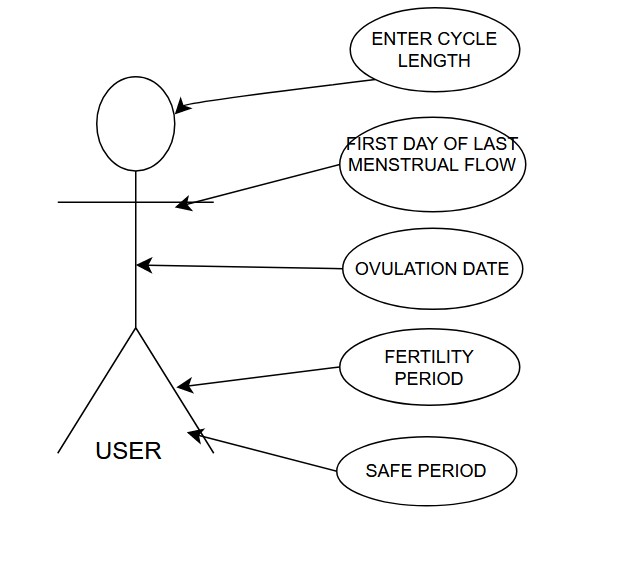 ENTER CYCLE
LENGTH
FIRST DAY OF LAST
MENSTRUAL FLOW
OVULATION DATE
FERTILITY
PERIOD
SAFE PERIOD
USER